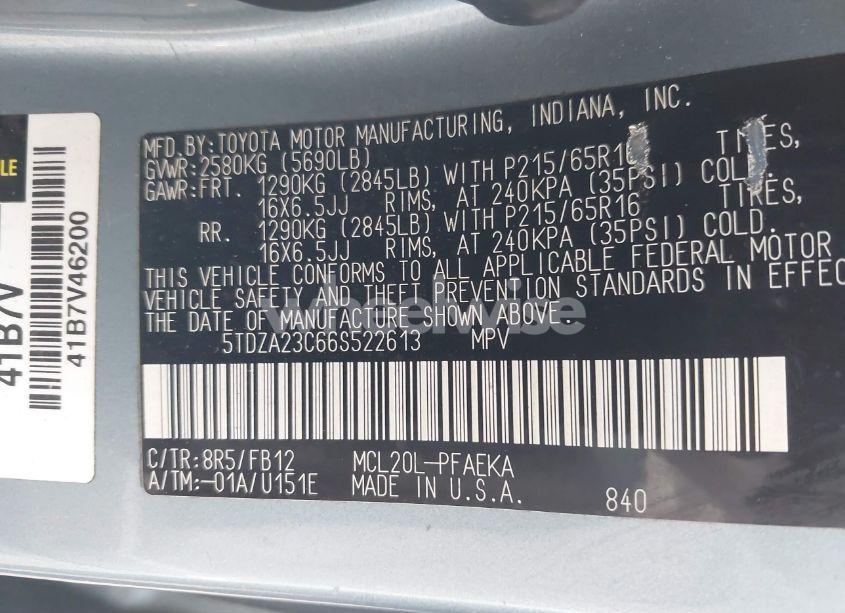 MFD.BY:TOYOTA MOTOR MANUFACTURING, INDIANA, INC.
GVWR:2580KG (5690LB)
GAWR:FRT. 1290KG (2845LB) WITH P215/65R16 TIRES,
16X6.5JJ RIMS, AT 240KPA (35PSI) COLD.
RR. 1290KG (2845LB) WITH P215/65R16 TIRES,
16X6.5JJ RIMS, AT 240KPA (35PSI) COLD.
THIS VEHICLE CONFORMS TO ALL APPLICABLE FEDERAL MOTOR
VEHICLE SAFETY AND THEFT PREVENTION STANDARDS IN EFFEC
THE DATE OF MANUFACTURE SHOWN ABOVE.
5TDZA23C66S522613 MPV
C/TR:8R5/FB12 MCL20L-PFAEKA
A/TM:-01A/U151E MADE IN U.S.A. 840
41B7V
41B7V46200
wheelwise